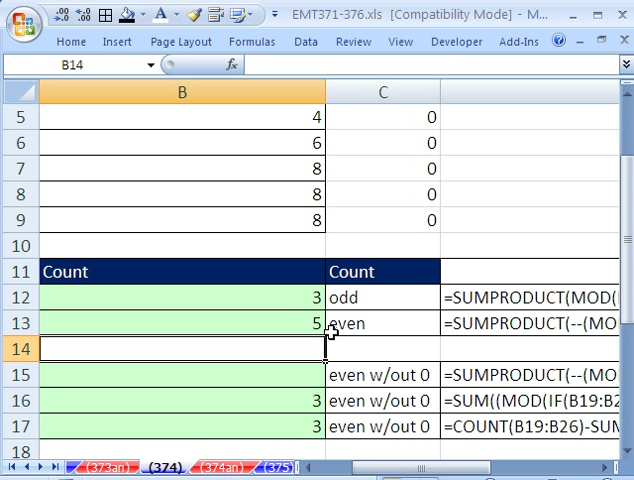 EMT371-376.xls [Compatibility Mode] - M...
Home Insert Page Layout Formulas Data Review View Developer Add-Ins
B14 fx
B C
5 4 0
6 6 0
7 8 0
8 8 0
9 8 0
10
11 Count Count
12 3 odd =SUMPRODUCT(MOD(
13 5 even =SUMPRODUCT(--(MO
14
15 even w/out 0 =SUMPRODUCT(--(MO
16 3 even w/out 0 =SUM((MOD(IF(B19:B2
17 3 even w/out 0 =COUNT(B19:B26)-SUM
18
(373an) (374) (374an) (375